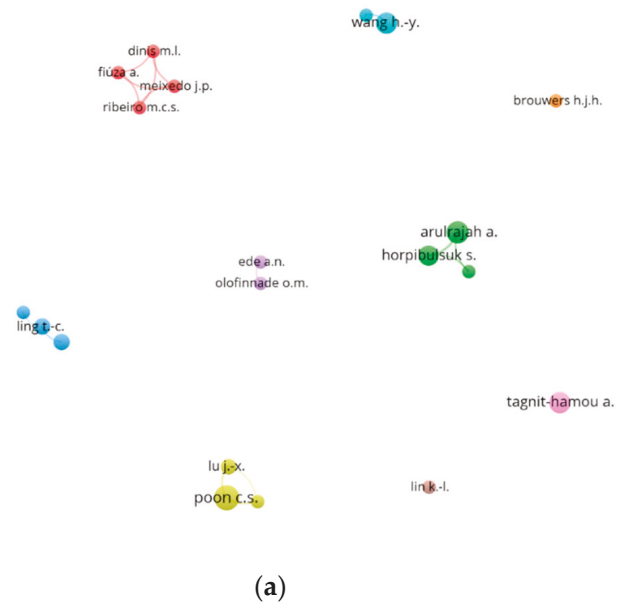 wang h.-y.
dinis m.l.
fiúza a.
meixedo j.p.
ribeiro m.c.s.
brouwers h.j.h.
arulrajah a.
horpibulsuk s.
ede a.n.
olofinnade o.m.
ling t.-c.
tagnit-hamou a.
lu j.-x.
poon c.s.
lin k.-l.
(a)